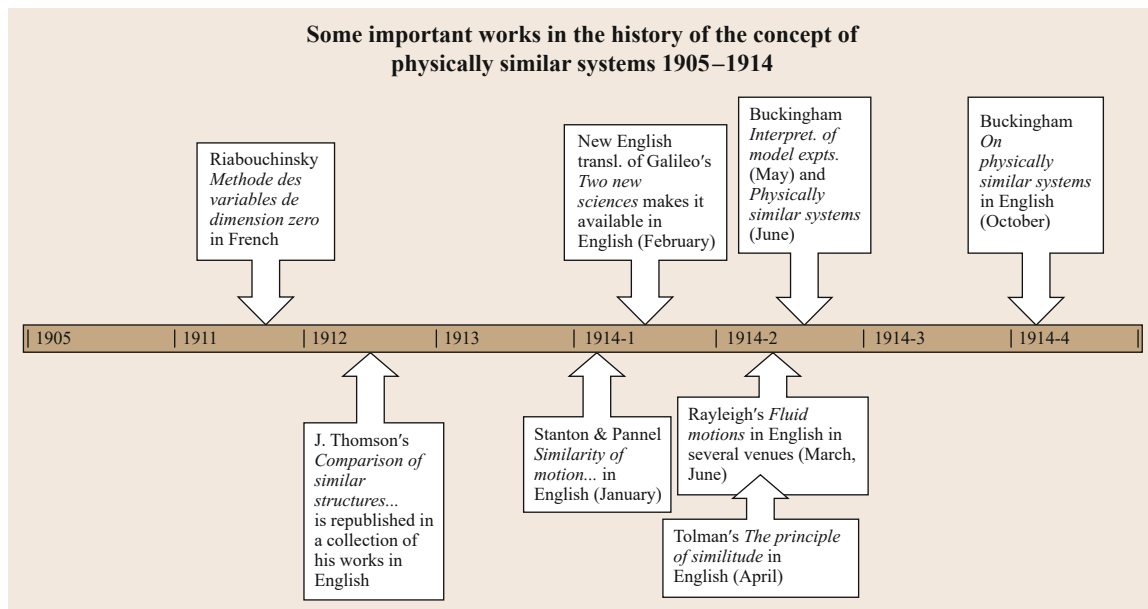 Some important works in the history of the concept of
physically similar systems 1905–1914
Riabouchinsky
Methode des
variables de
dimension zero
in French
New English
transl. of Galileo's
Two new
sciences makes it
available in
English (February)
Buckingham
Interpret. of
model expts.
(May) and
Physically
similar systems
(June)
Buckingham
On
physically
similar systems
in English
(October)
| 1905 | 1911 | 1912 | 1913 | 1914-1 | 1914-2 | 1914-3 | 1914-4 |
J. Thomson's
Comparison of
similar
structures...
is republished in
a collection of
his works in
English
Stanton & Pannel
Similarity of
motion... in
English (January)
Rayleigh's Fluid
motions in English in
several venues (March,
June)
Tolman's The principle
of similitude in
English (April)